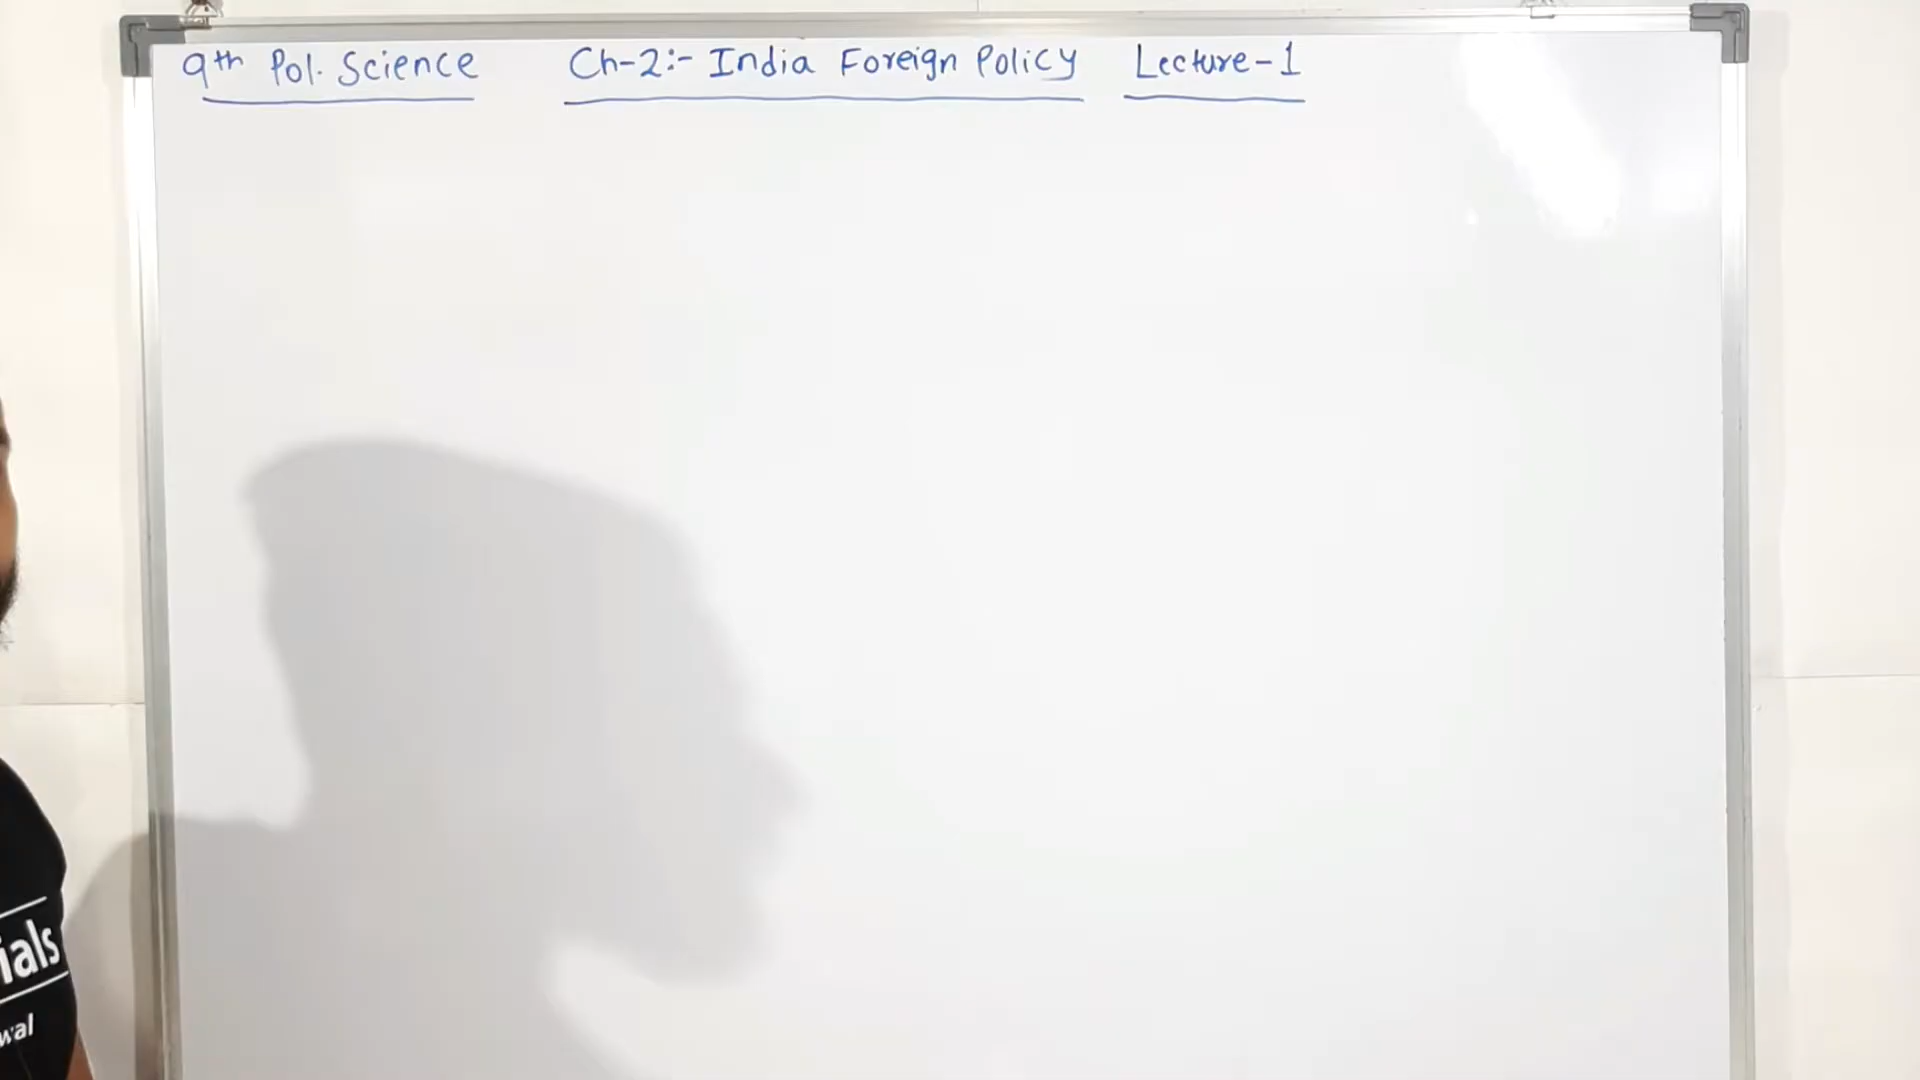 9th Pol. Science Ch-2:- India Foreign Policy Lecture-1
ials
wal